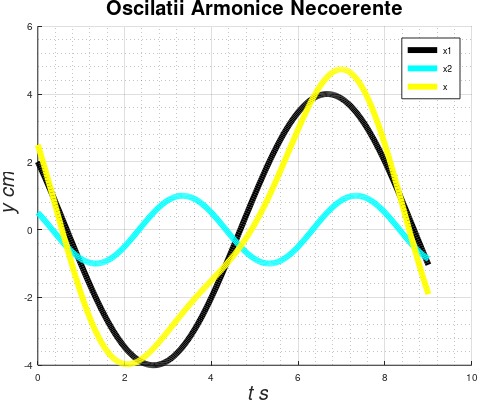 Oscilatii Armonice Necoerente
6
4
2
0
-2
-4
y cm
x1
x2
x
0 2 4 6 8 10
t s